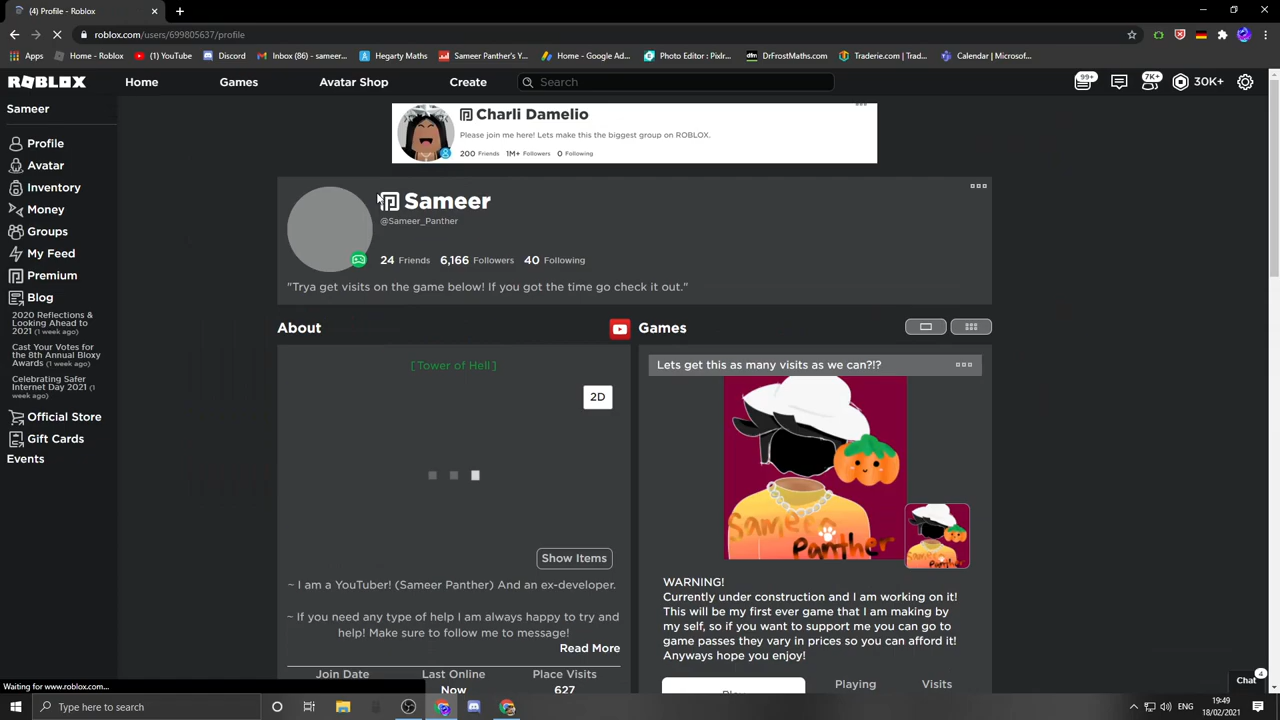 (4) Profile - Roblox
roblox.com/users/699805637/profile
Apps
Home - Roblox
(1) YouTube
Discord
Inbox (86) - sameer...
Hegarty Maths
Sameer Panther's Y...
Home - Google Ad...
Photo Editor : Pixlr...
DrFrostMaths.com
Traderie.com | Trad...
Calendar | Microsof...
ROBLOX
Home
Games
Avatar Shop
Create
Search
99+
7K+
30K+
Sameer
Profile
Avatar
Inventory
Money
Groups
My Feed
Premium
Blog
2020 Reflections &
Looking Ahead to
2021 (1 week ago)
Cast Your Votes for
the 8th Annual Bloxy
Awards (1 week ago)
Celebrating Safer
Internet Day 2021 (1
week ago)
Official Store
Gift Cards
Events
Charli Damelio
Please join me here! Lets make this the biggest group on ROBLOX.
200 Friends 1M+ Followers 0 Following
Sameer
@Sameer_Panther
24 Friends 6,166 Followers 40 Following
"Trya get visits on the game below! If you got the time go check it out."
About
[Tower of Hell]
2D
Show Items
~ I am a YouTuber! (Sameer Panther) And an ex-developer.
~ If you need any type of help I am always happy to try and
help! Make sure to follow me to message!
Read More
Join Date
Last Online
Now
Place Visits
627
Games
Lets get this as many visits as we can?!?
Sameer
Panther
WARNING!
Currently under construction and I am working on it!
This will be my first ever game that I am making by
my self, so if you want to support me you can go to
game passes they vary in prices so you can afford it!
Anyways hope you enjoy!
Play
Playing
Visits
Chat
4
Waiting for www.roblox.com...
Type here to search
ENG
19:49
18/02/2021